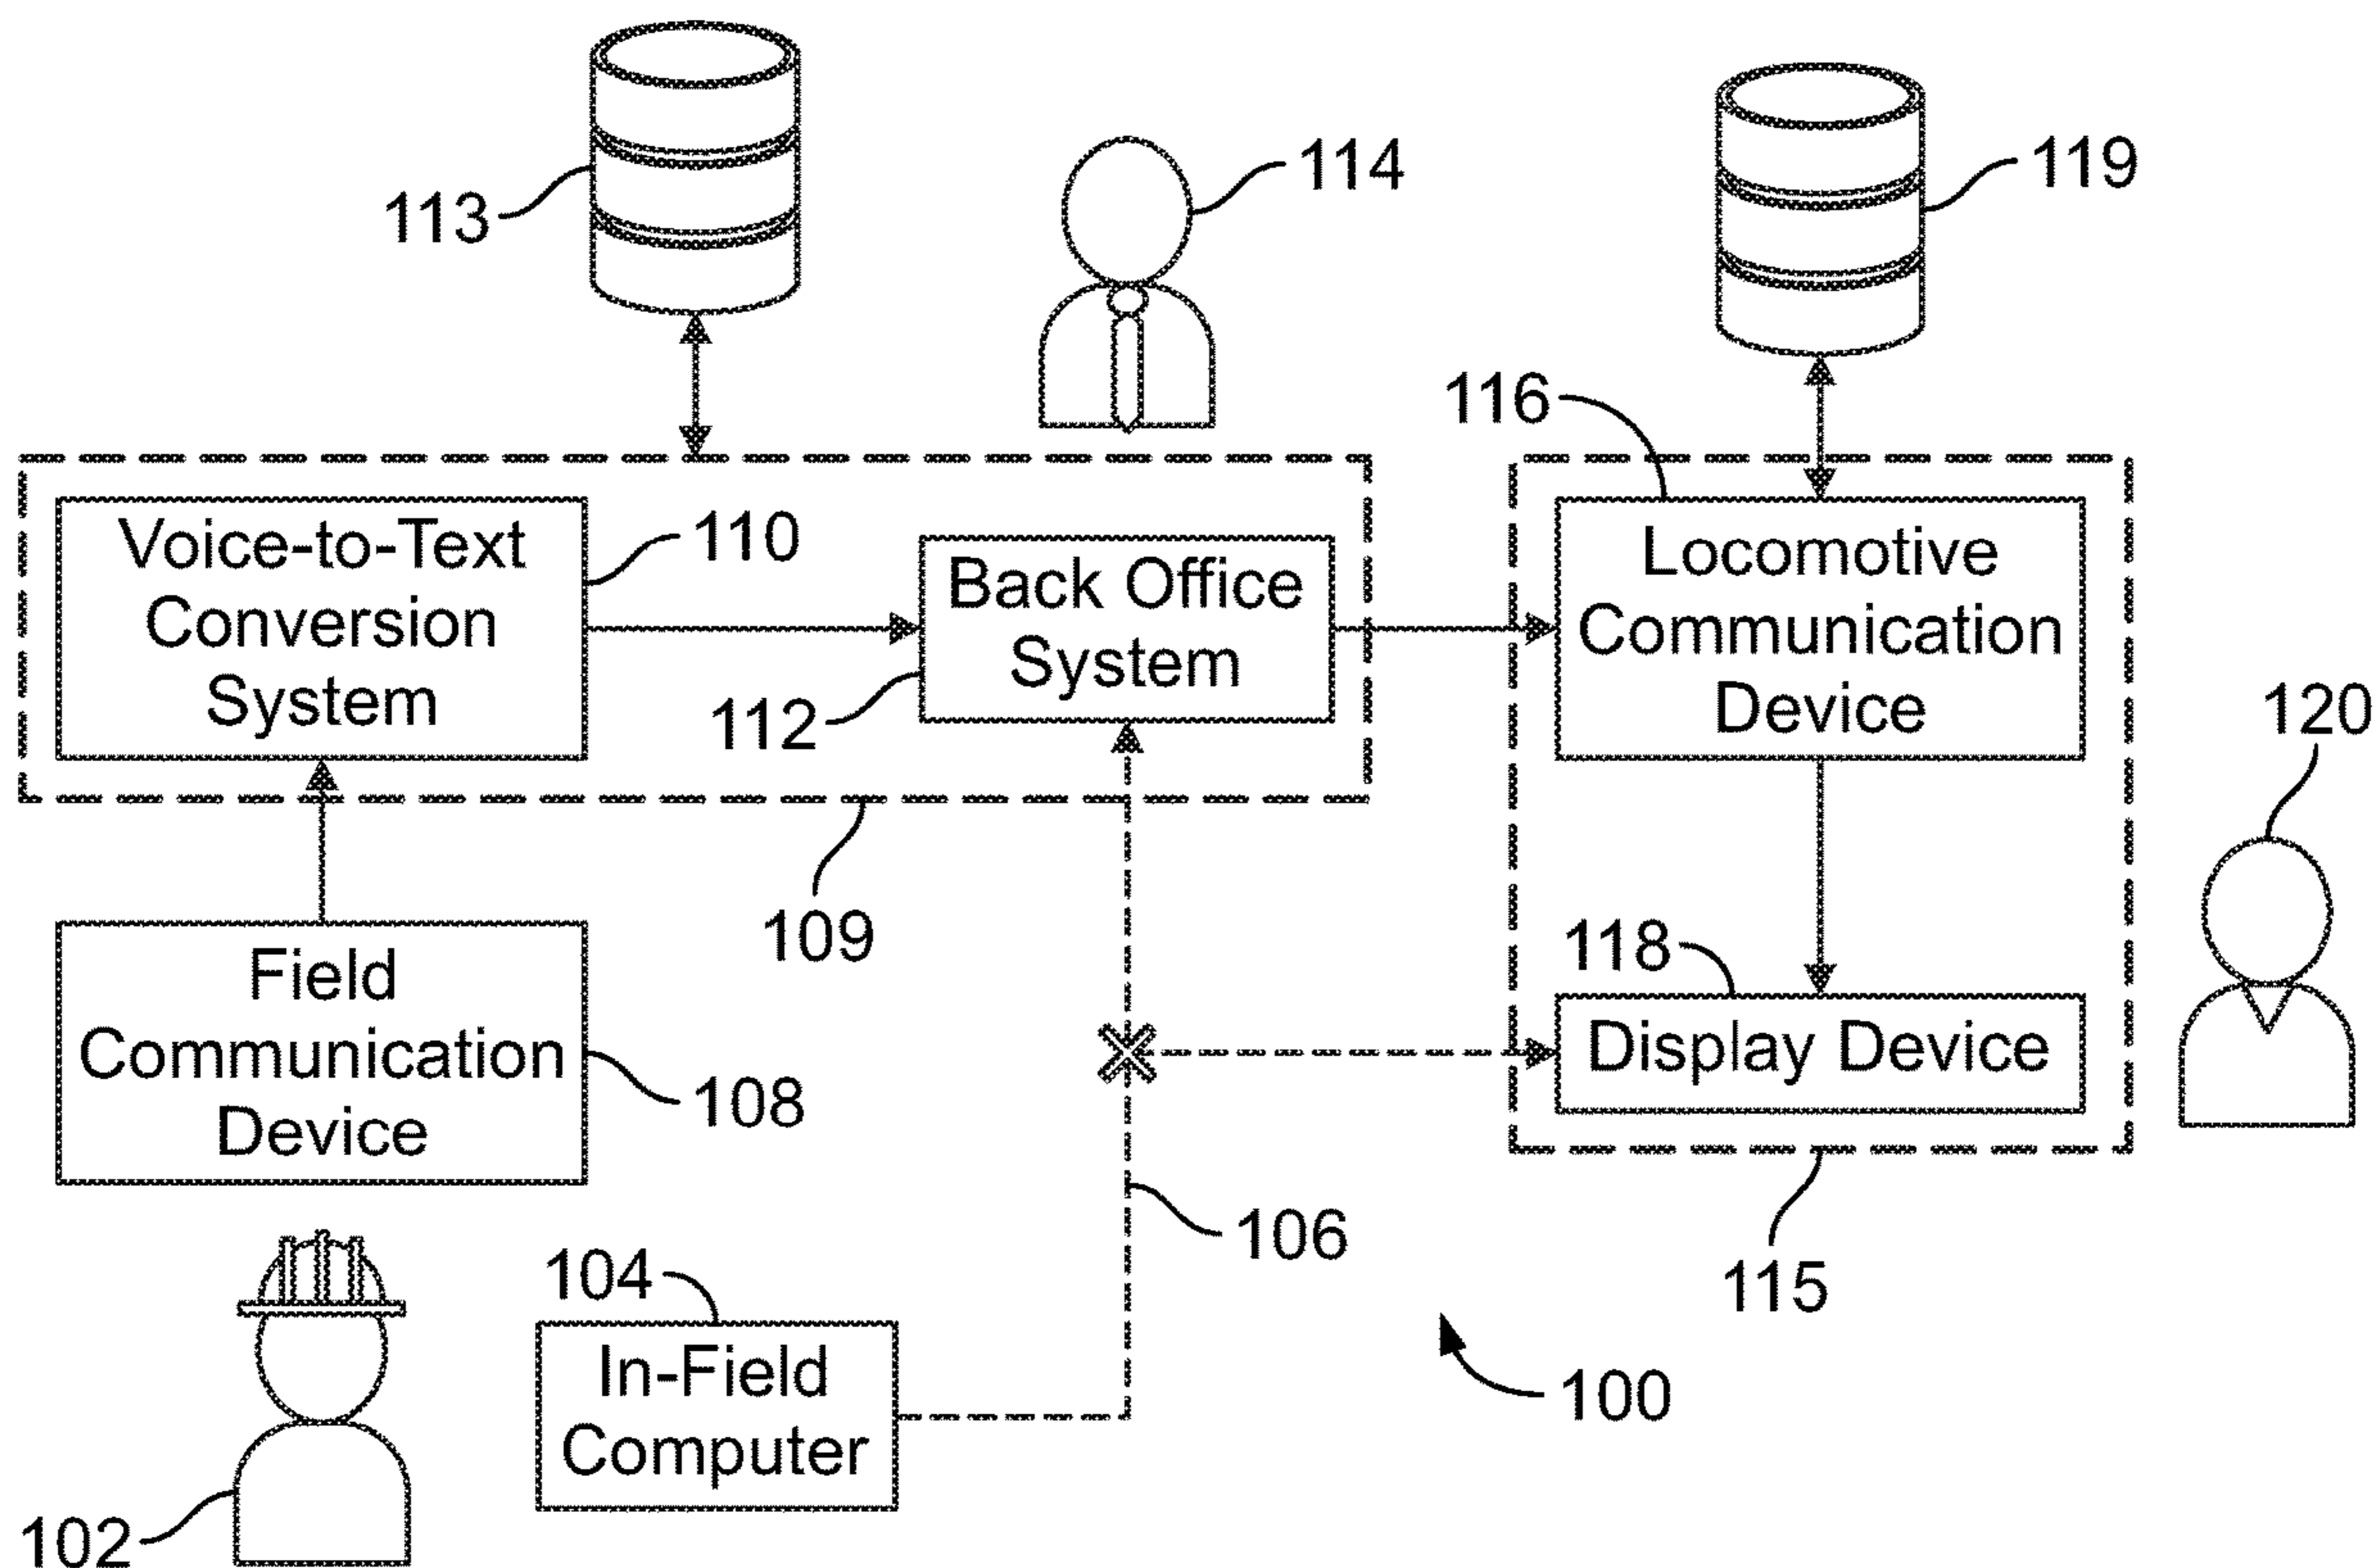 113
114
119
116
Voice-to-Text
Conversion
System
110
Back Office
System
112
Locomotive
Communication
Device
120
109
Field
Communication
Device
108
118
Display Device
106
115
104
In-Field
Computer
100
102